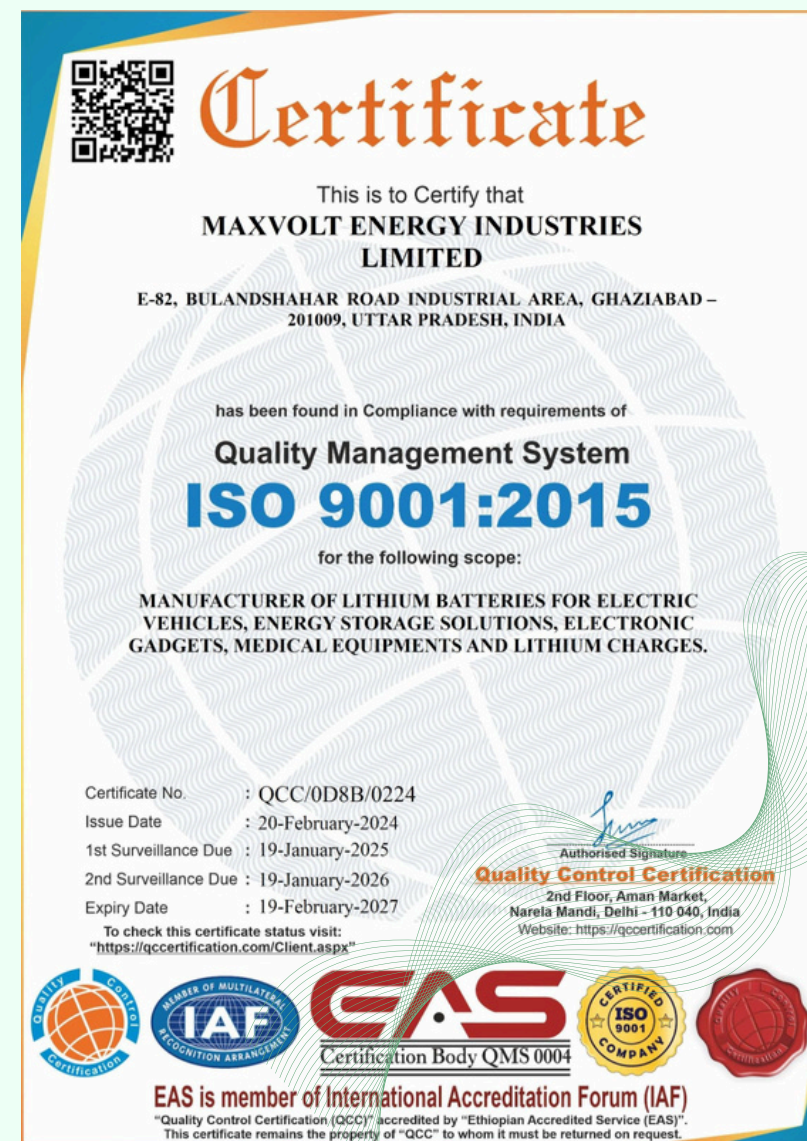 Certificate
This is to Certify that
MAXVOLT ENERGY INDUSTRIES
LIMITED
E-82, BULANDSHAHAR ROAD INDUSTRIAL AREA, GHAZIABAD –
201009, UTTAR PRADESH, INDIA
has been found in Compliance with requirements of
Quality Management System
ISO 9001:2015
for the following scope:
MANUFACTURER OF LITHIUM BATTERIES FOR ELECTRIC
VEHICLES, ENERGY STORAGE SOLUTIONS, ELECTRONIC
GADGETS, MEDICAL EQUIPMENTS AND LITHIUM CHARGES.
Certificate No. : QCC/0D8B/0224
Issue Date : 20-February-2024
1st Surveillance Due : 19-January-2025
2nd Surveillance Due : 19-January-2026
Expiry Date : 19-February-2027
To check this certificate status visit:
“https://qccertification.com/Client.aspx”
Authorised Signature
Quality Control Certification
2nd Floor, Aman Market,
Narela Mandi, Delhi - 110 040, India
Website: https://qccertification.com
Quality Control
Certification
MEMBER OF MULTILATERAL
IAF
RECOGNITION ARRANGEMENT
EAS
Certification Body QMS 0004
CERTIFIED
ISO
9001
COMPANY
EAS is member of International Accreditation Forum (IAF)
“Quality Control Certification (QCC)” accredited by “Ethiopian Accredited Service (EAS)”.
This certificate remains the property of “QCC” to whom it must be returned on request.